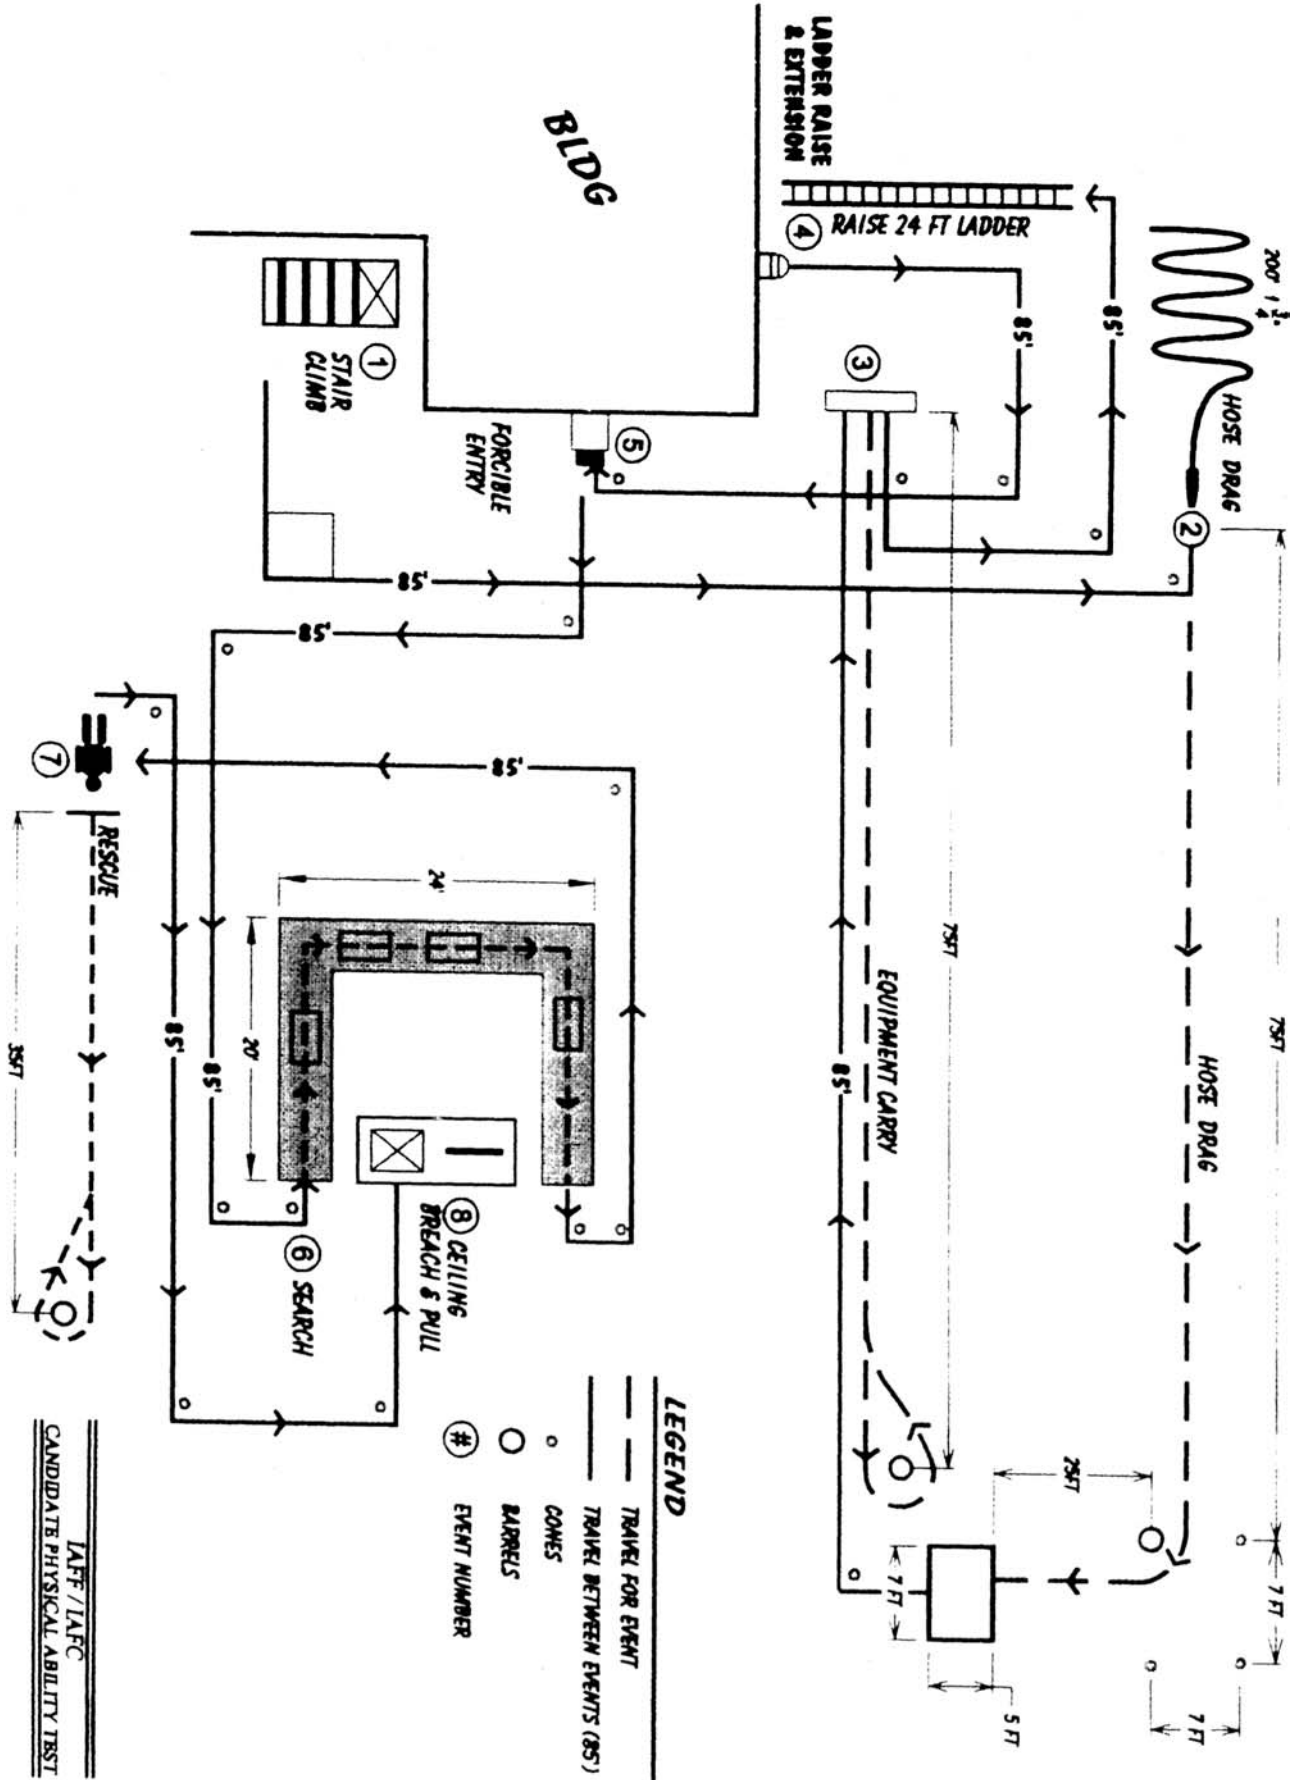 LADDER RAISE
& EXTENSION
BLDG
RAISE 24 FT LADDER
4
200' 1 3/4"
HOSE DRAG
2
85'
85'
3
1
STAIR
CLIMB
5
FORCIBLE
ENTRY
85'
85'
75FT
75FT
HOSE DRAG
EQUIPMENT CARRY
85'
25FT
7 FT
7 FT
7 FT
5 FT
85'
7
RESCUE
35FT
24'
20'
85'
85'
6 SEARCH
8 CEILING
BREACH & PULL
LEGEND
TRAVEL FOR EVENT
TRAVEL BETWEEN EVENTS (85')
CONES
BARRELS
# EVENT NUMBER
IAFF / IAFC
CANDIDATE PHYSICAL ABILITY TEST